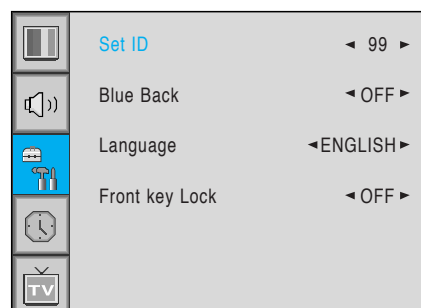 Set ID ◄ 99 ►
Blue Back ◄ OFF ►
Language ◄ ENGLISH ►
Front key Lock ◄ OFF ►
TV